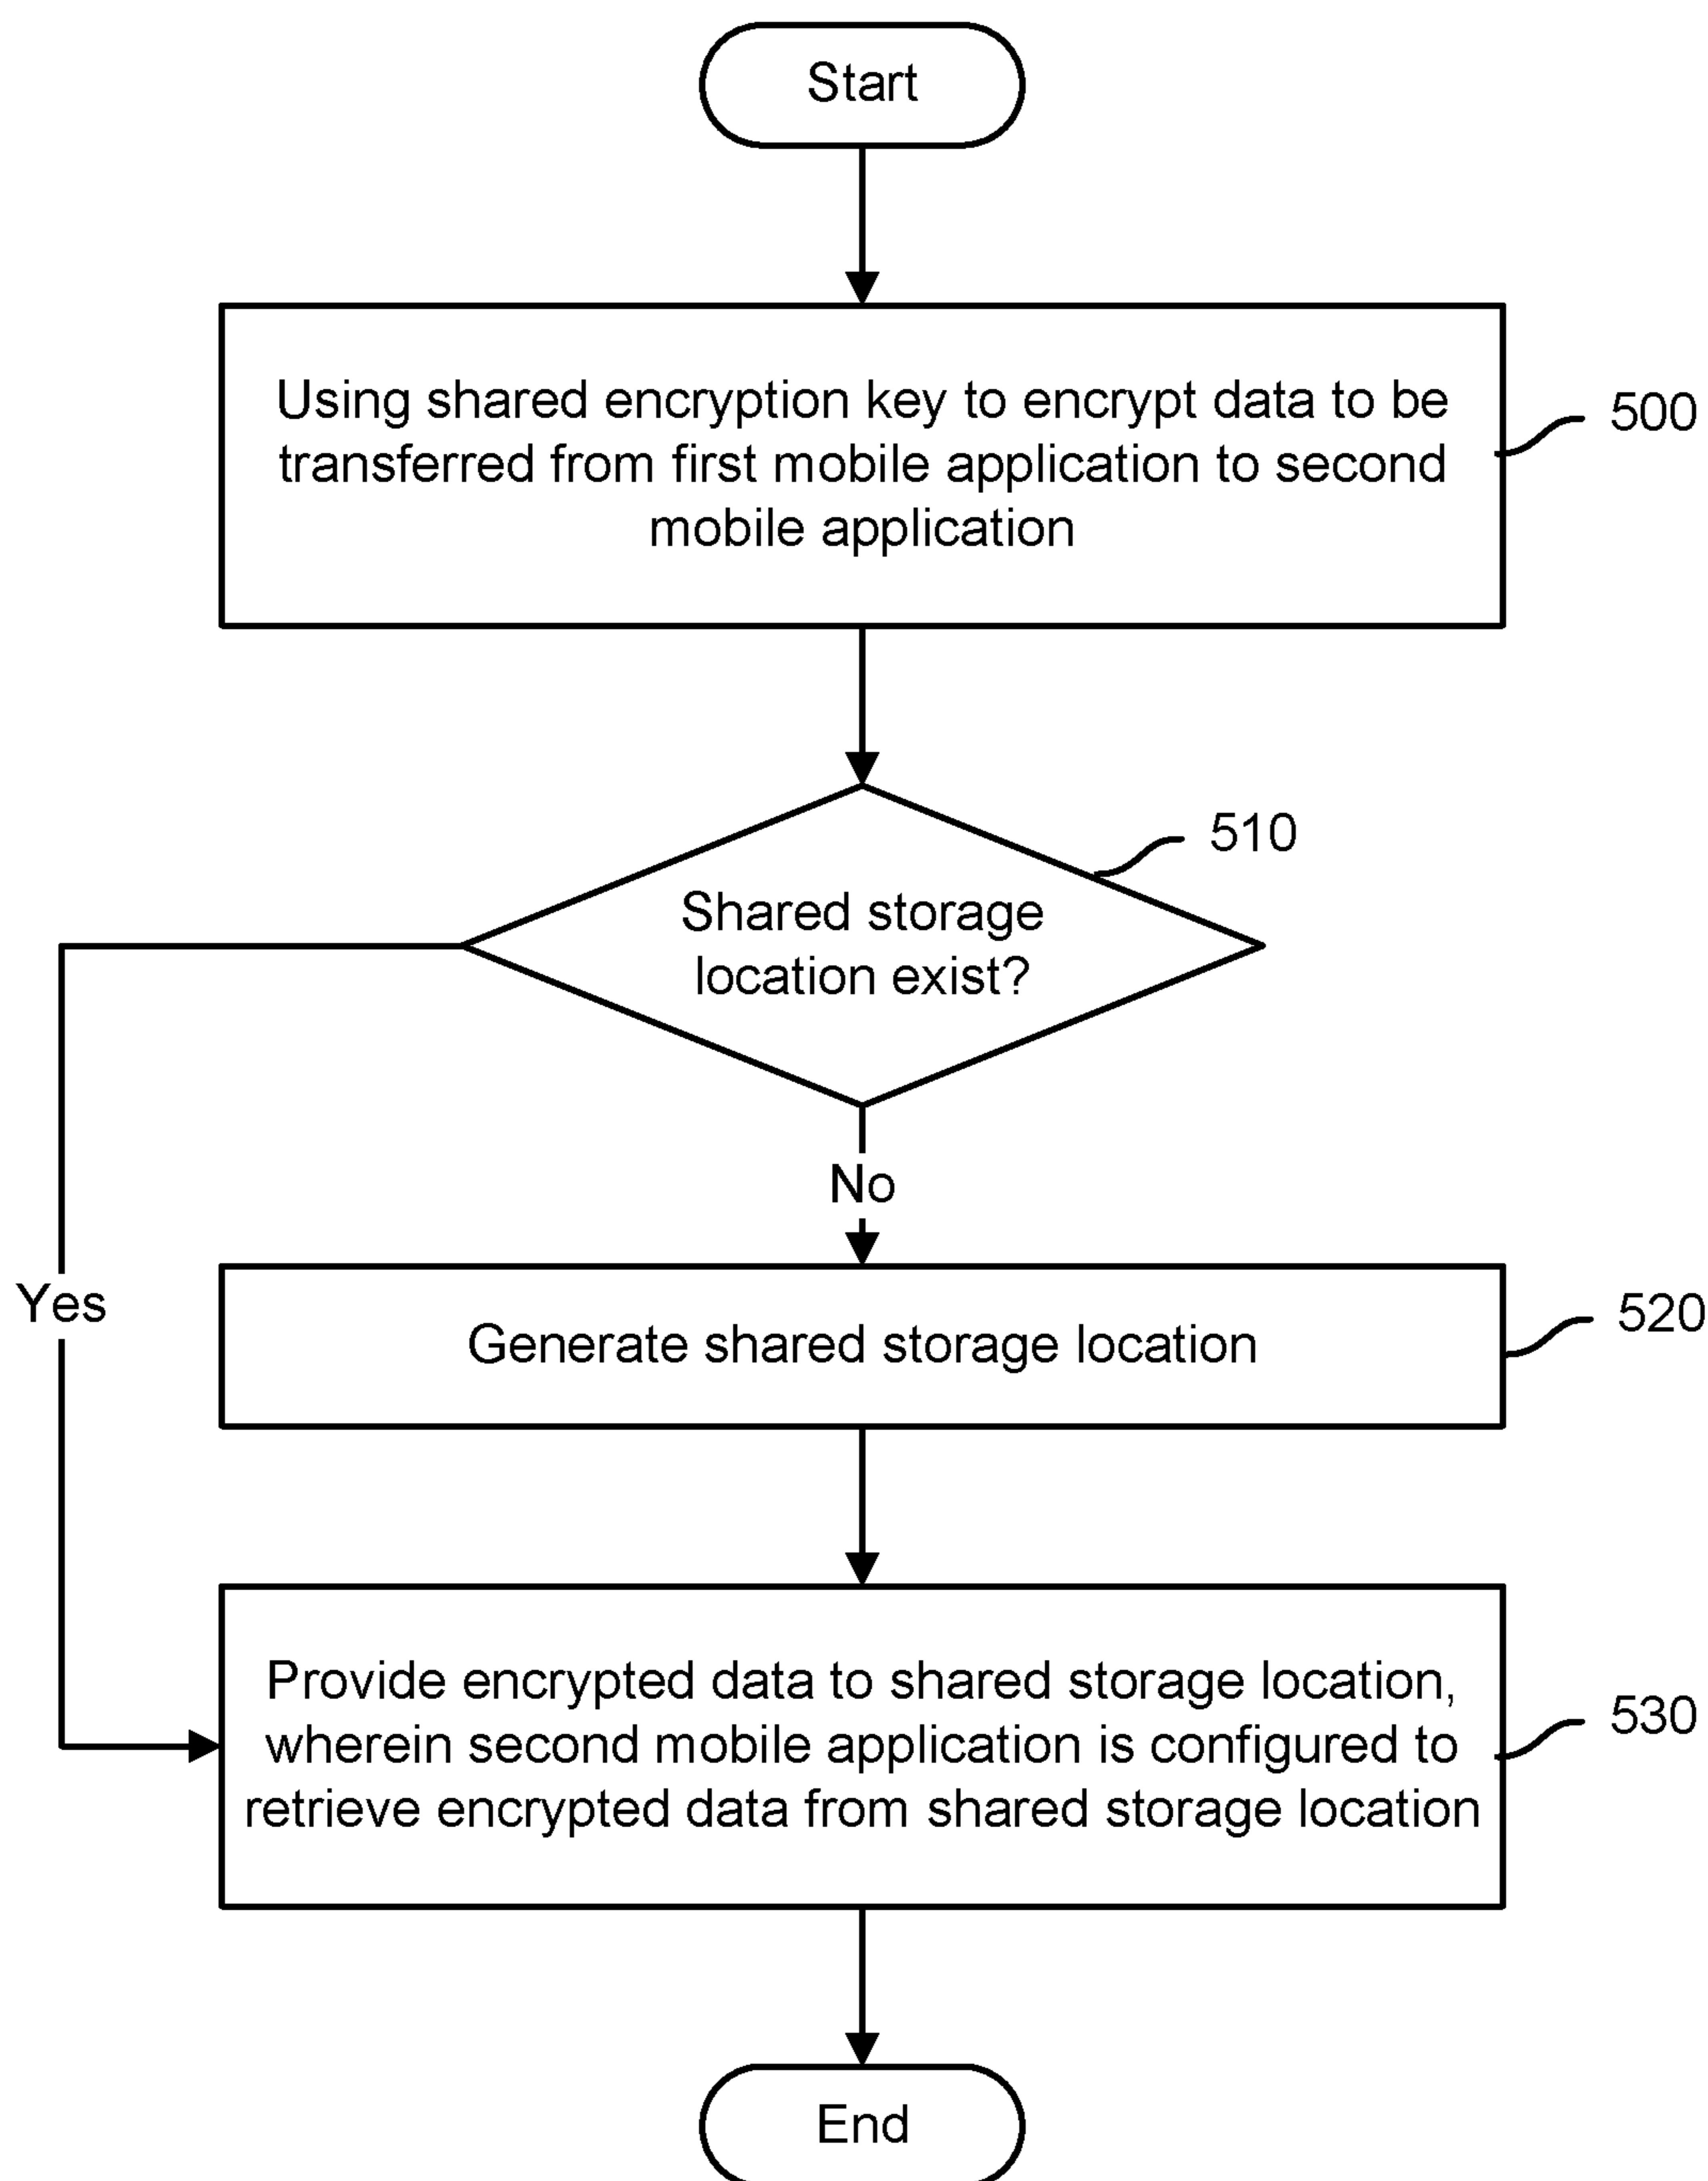 Start
Using shared encryption key to encrypt data to be
transferred from first mobile application to second
mobile application
500
510
Shared storage
location exist?
No
Yes
Generate shared storage location
520
Provide encrypted data to shared storage location,
wherein second mobile application is configured to
retrieve encrypted data from shared storage location
530
End